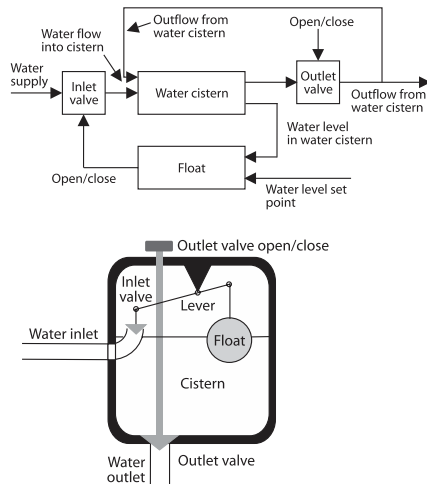 Outflow from
water cistern
Open/close
Water flow
into cistern
Water
supply
Inlet
valve
Water cistern
Outlet
valve
Outflow from
water cistern
Water level
in water cistern
Float
Open/close
Water level set
point
Outlet valve open/close
Inlet
valve
Lever
Water inlet
Float
Cistern
Water
outlet
Outlet valve